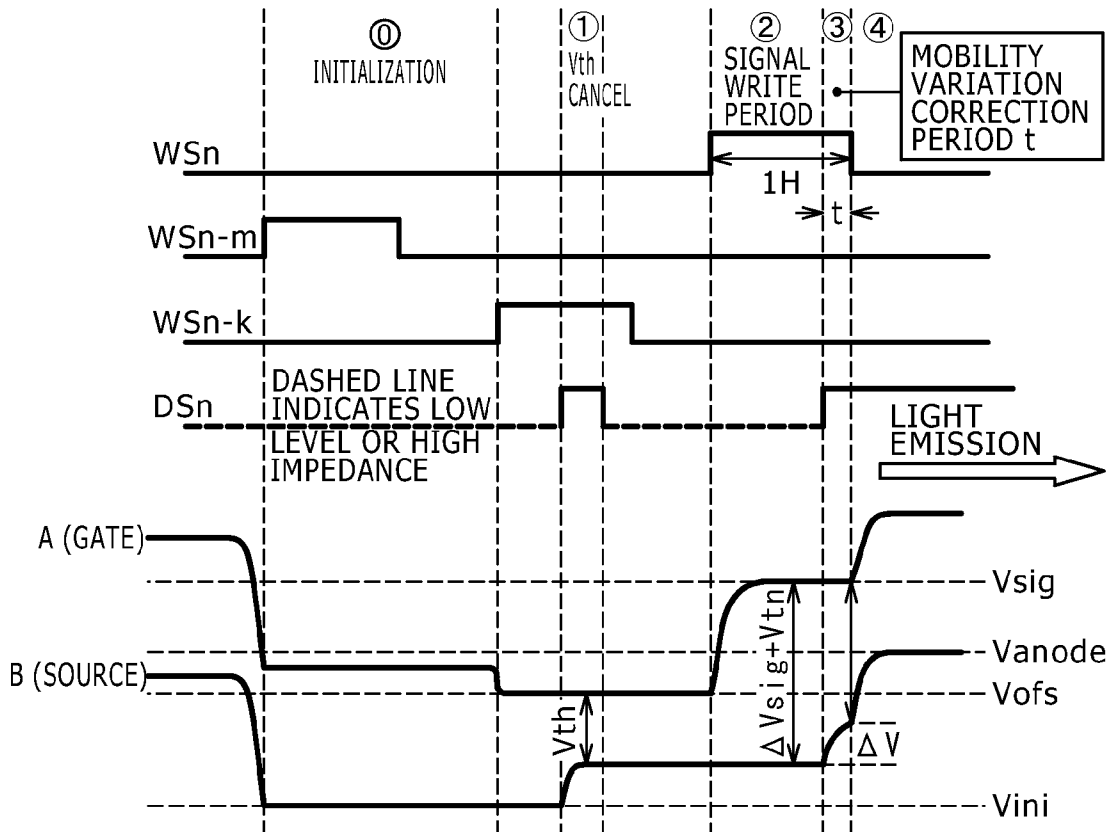 ⓪
INITIALIZATION
①
Vth
CANCEL
②
SIGNAL
WRITE
PERIOD
③
④
MOBILITY
VARIATION
CORRECTION
PERIOD t
WSn
1H
t
WSn-m
WSn-k
DSn
DASHED LINE
INDICATES LOW
LEVEL OR HIGH
IMPEDANCE
LIGHT
EMISSION
A (GATE)
Vsig
B (SOURCE)
Vanode
Vofs
Vth
ΔVsig+Vtn
ΔV
Vini